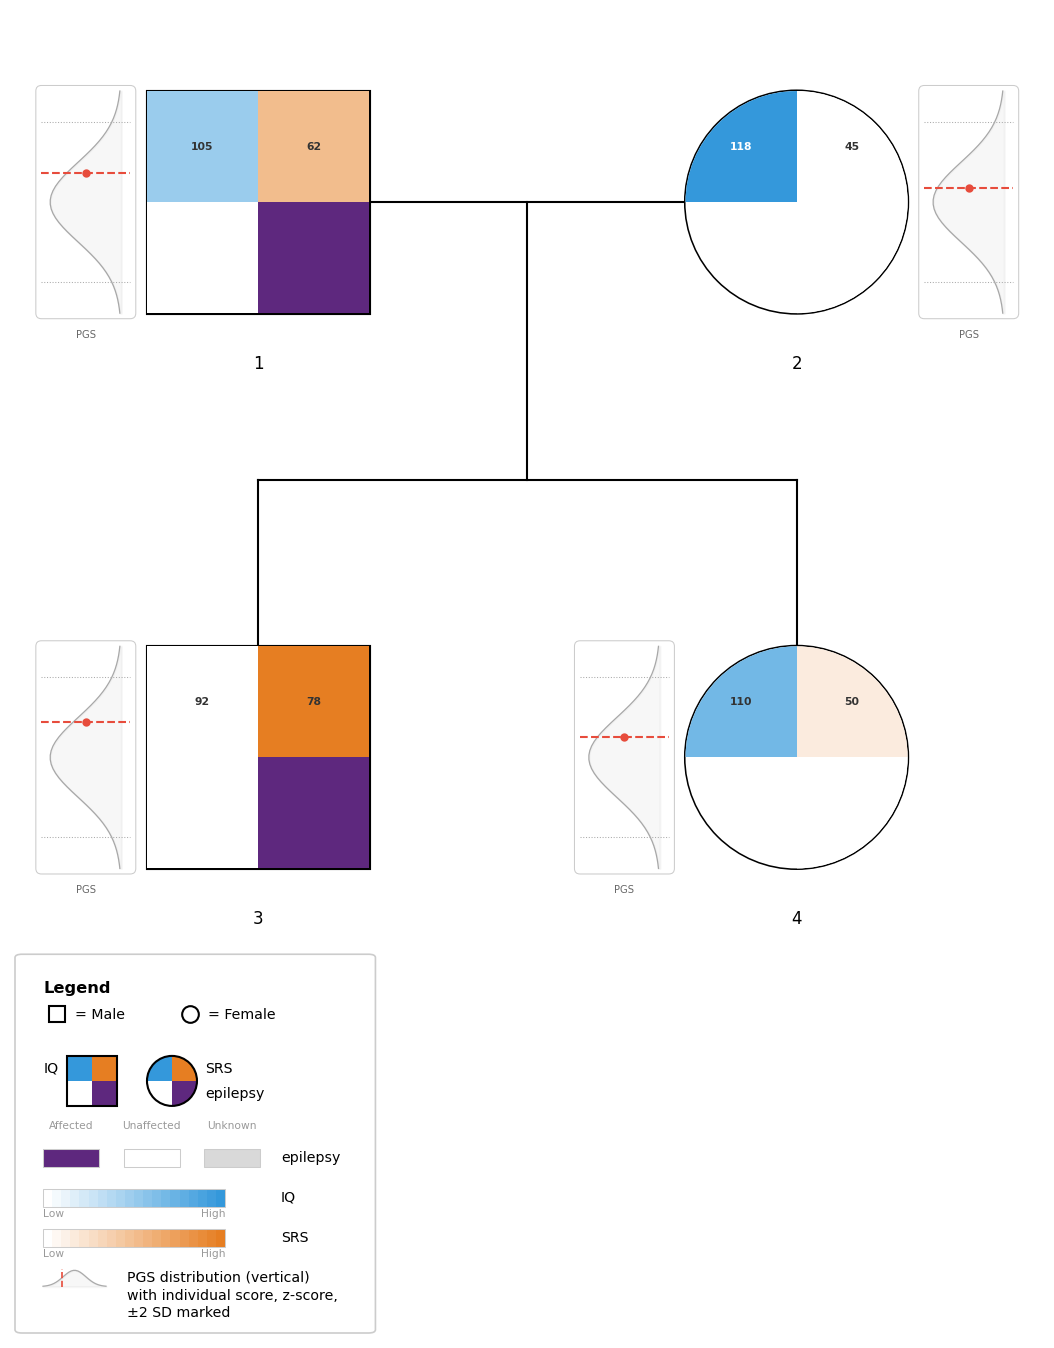 105 62
118 45
PGS
PGS
1
2
92 78
110 50
PGS
PGS
3
4
Legend
= Male = Female
IQ SRS
epilepsy
Affected Unaffected Unknown
epilepsy
IQ
Low High
SRS
Low High
PGS distribution (vertical)
with individual score, z-score,
±2 SD marked